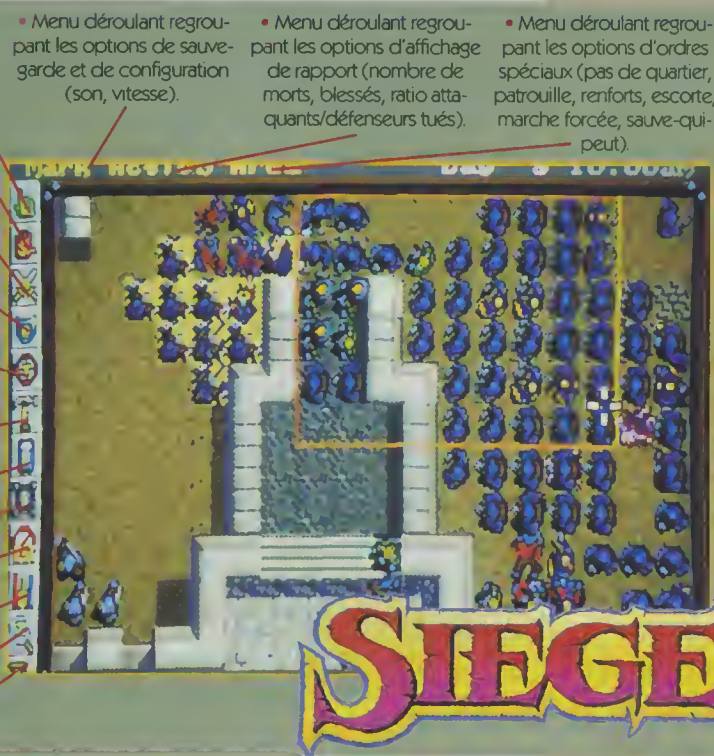 • Menu déroulant regrou-
pant les options de sauve-
garde et de configuration
(son, vitesse).
• Menu déroulant regrou-
pant les options d'affichage
de rapport (nombre de
morts, blessés, ratio atta-
quants/défenseurs tués).
• Menu déroulant regrou-
pant les options d'ordres
spéciaux (pas de quartier,
patrouille, renforts, escorte,
marche forcée, sauve-qui-
peut).
SIEGE